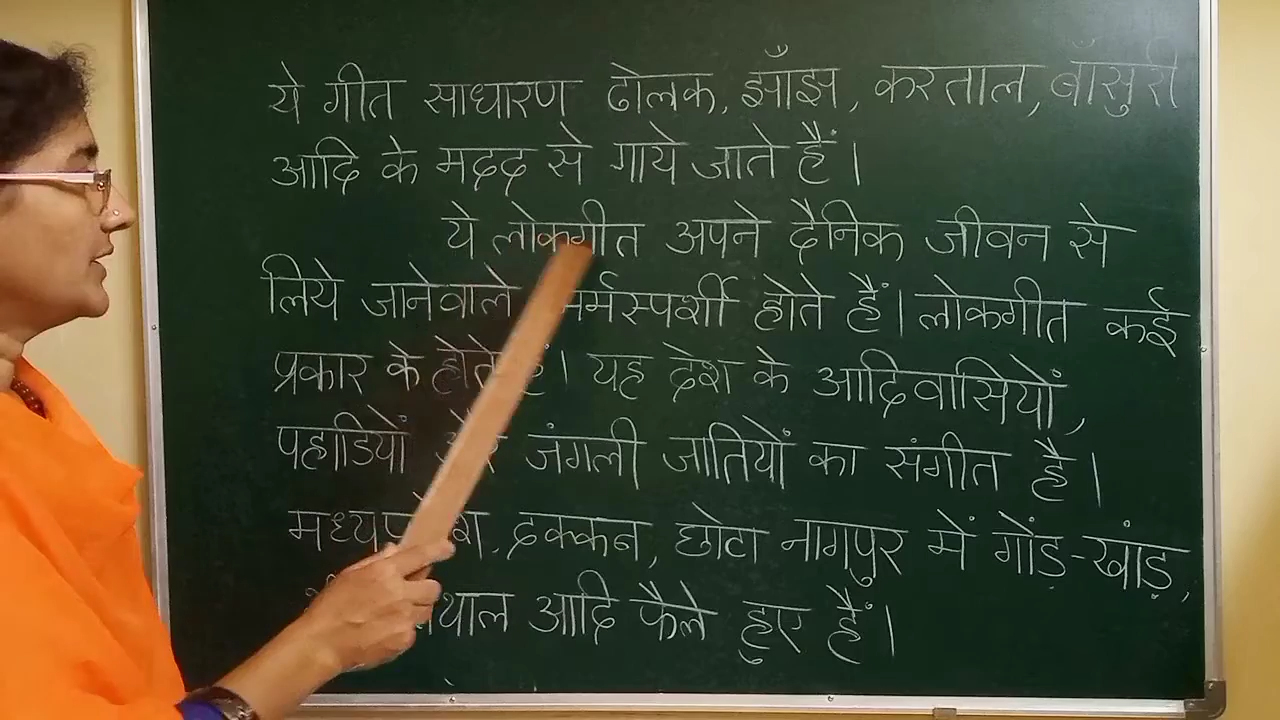 ये गीत साधारण ढोलक, झाँझ, करताल, बाँसुरी
आदि के मदद से गाये जाते हैं।
ये लोकगीत अपने दैनिक जीवन से
लिये जानेवाले मर्मस्पर्शी होते हैं। लोकगीत कई
प्रकार के होते हैं। यह देश के आदिवासियों,
पहाडियों और जंगली जातियों का संगीत है।
मध्यप्रदेश, दक्कन, छोटा नागपुर में गोंड़-खांड़,
आदि फैले हुए हैं।